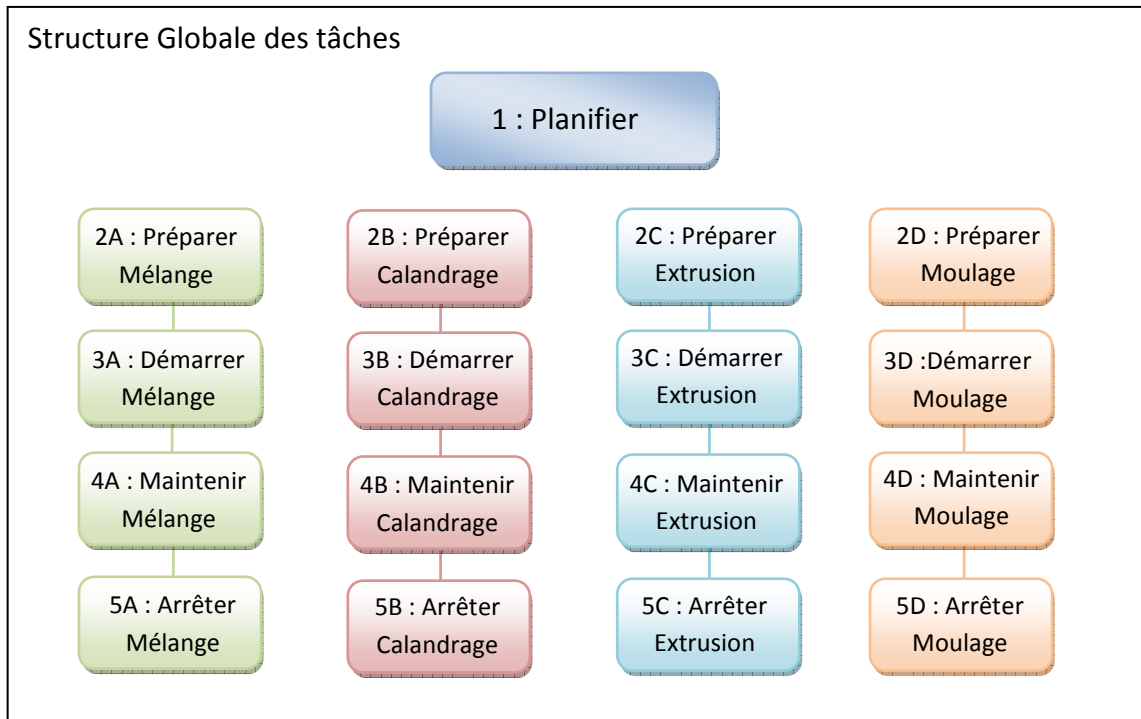 Structure Globale des tâches
1 : Planifier
2A : Préparer
Mélange
2B : Préparer
Calandrage
2C : Préparer
Extrusion
2D : Préparer
Moulage
3A : Démarrer
Mélange
3B : Démarrer
Calandrage
3C : Démarrer
Extrusion
3D :Démarrer
Moulage
4A : Maintenir
Mélange
4B : Maintenir
Calandrage
4C : Maintenir
Extrusion
4D : Maintenir
Moulage
5A : Arrêter
Mélange
5B : Arrêter
Calandrage
5C : Arrêter
Extrusion
5D : Arrêter
Moulage